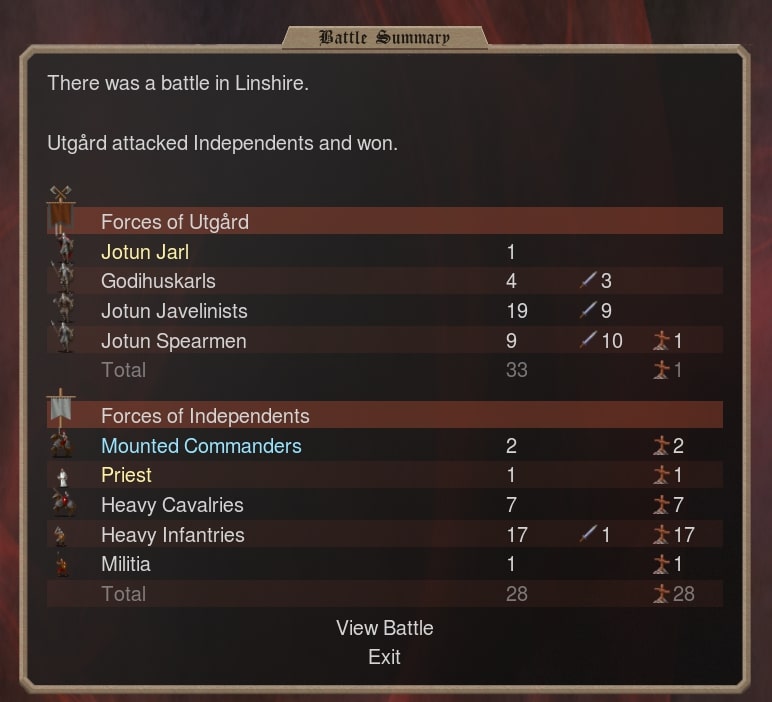 Battle Summary
There was a battle in Linshire.
Utgård attacked Independents and won.
Forces of Utgård
Jotun Jarl 1
Godihuskarls 4 3
Jotun Javelinists 19 9
Jotun Spearmen 9 10 1
Total 33 1
Forces of Independents
Mounted Commanders 2 2
Priest 1 1
Heavy Cavalries 7 7
Heavy Infantries 17 1 17
Militia 1 1
Total 28 28
View Battle
Exit